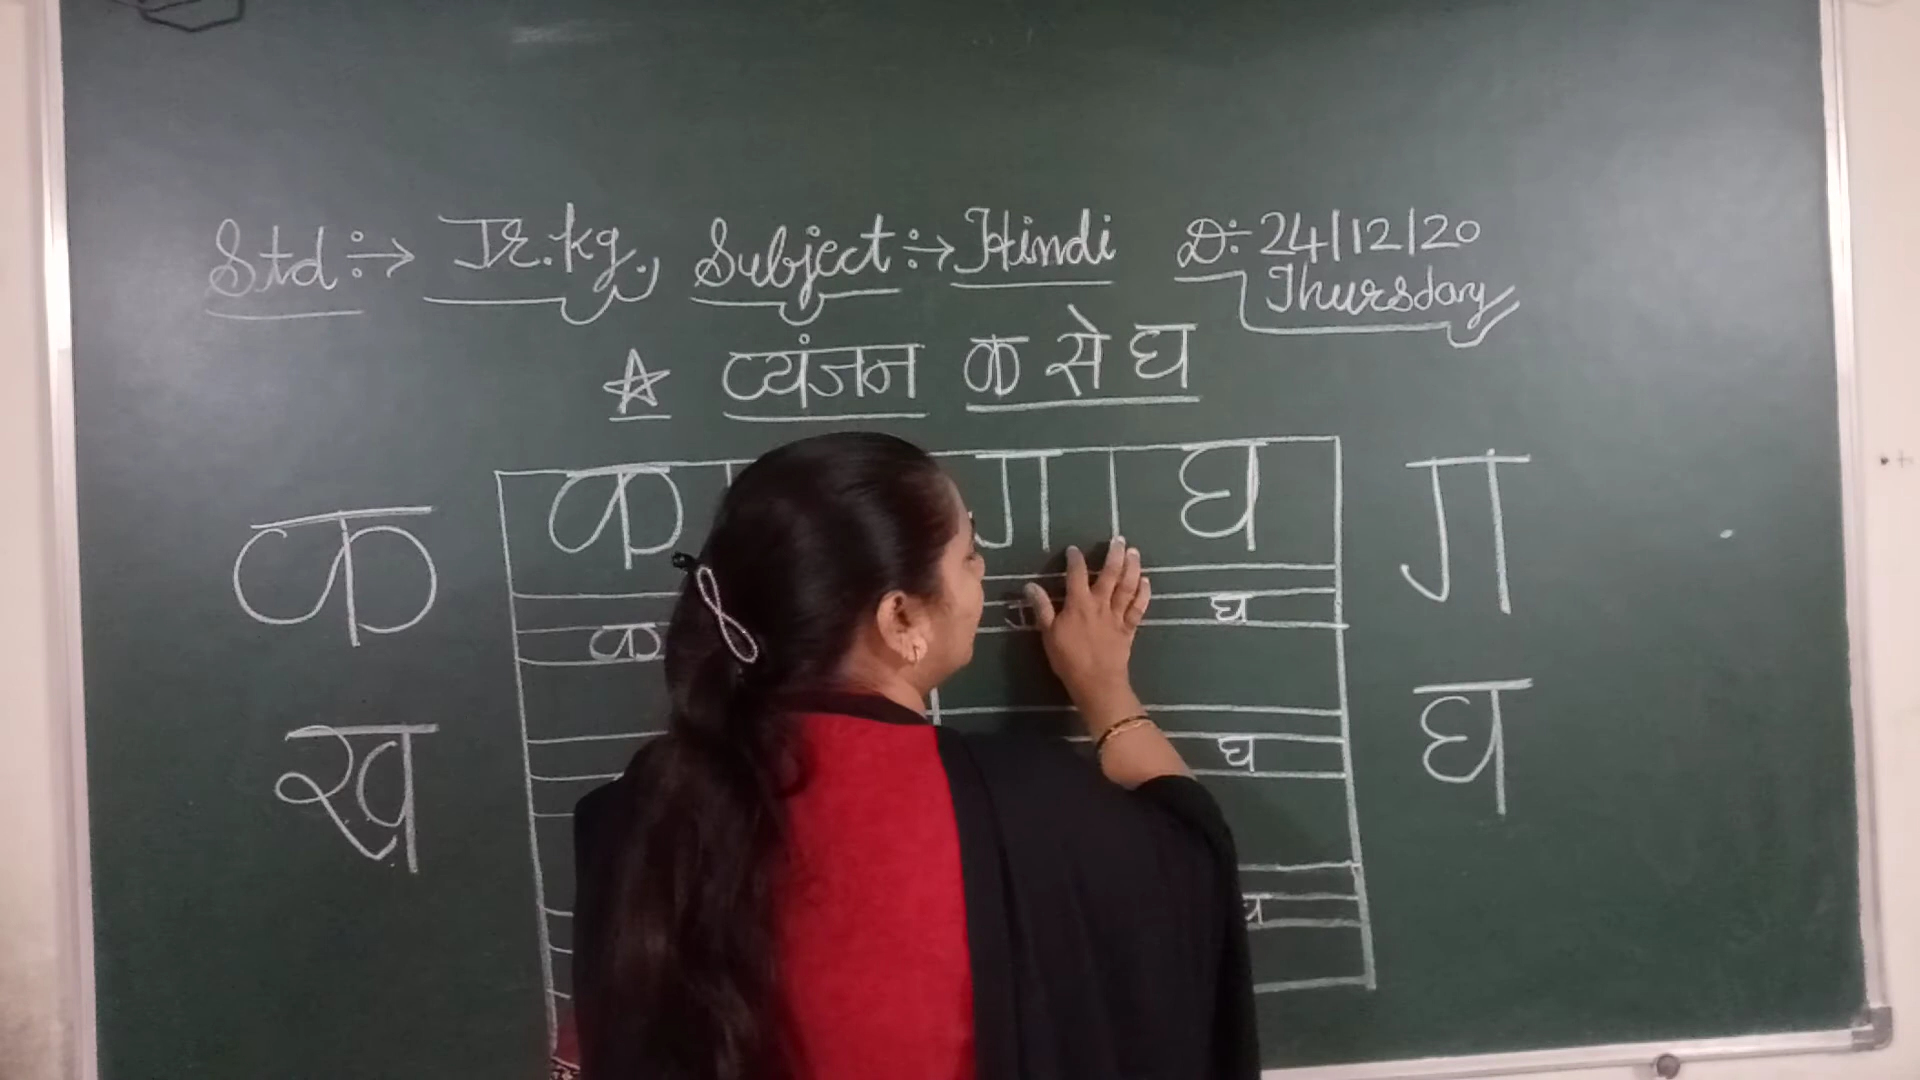 Std :→ Jr.kg., Subject :→ Hindi D:- 24/12/20
Thursday
☆ व्यंजन क से घ
क ग घ
क ग
क ग घ
घ
ख घ
घ